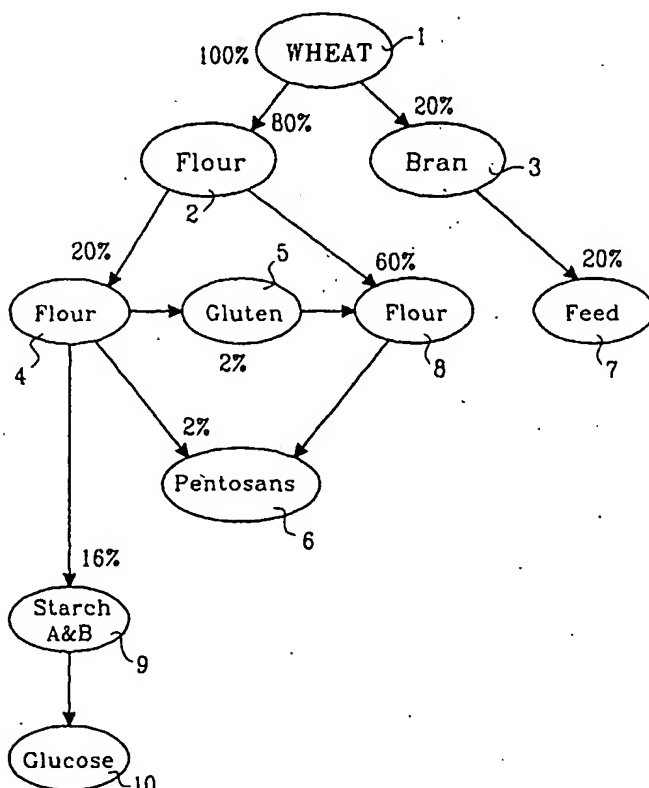 1
100% WHEAT
80% 20%
Flour Bran
2 3
20% 5 60% 20%
Flour Gluten Flour Feed
4 2% 8 7
2%
Pentosans
6
16%
Starch
A&B
9
Glucose
10